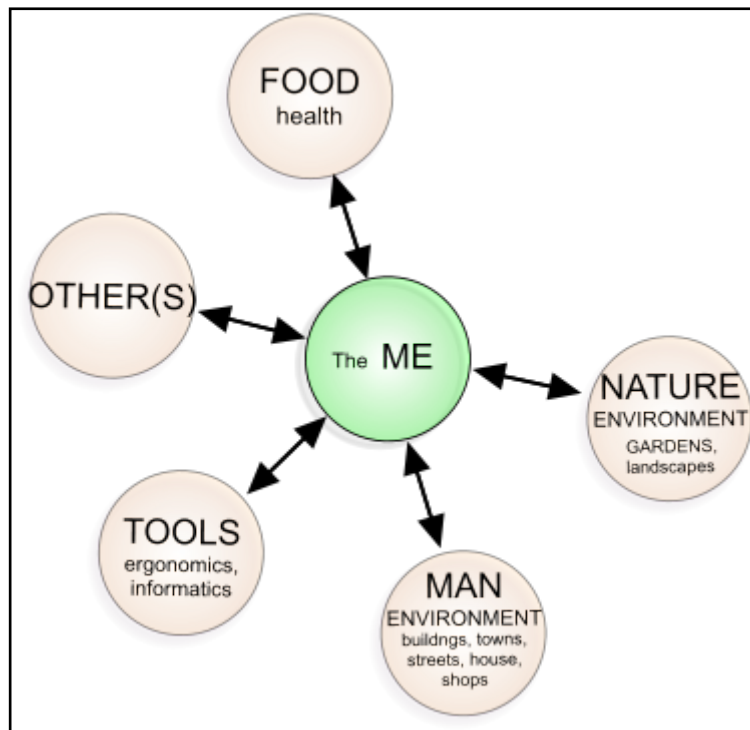 FOOD
health
OTHER(S)
The ME
NATURE
ENVIRONMENT
GARDENS,
landscapes
TOOLS
ergonomics,
informatics
MAN
ENVIRONMENT
buildngs, towns,
streets, house,
shops